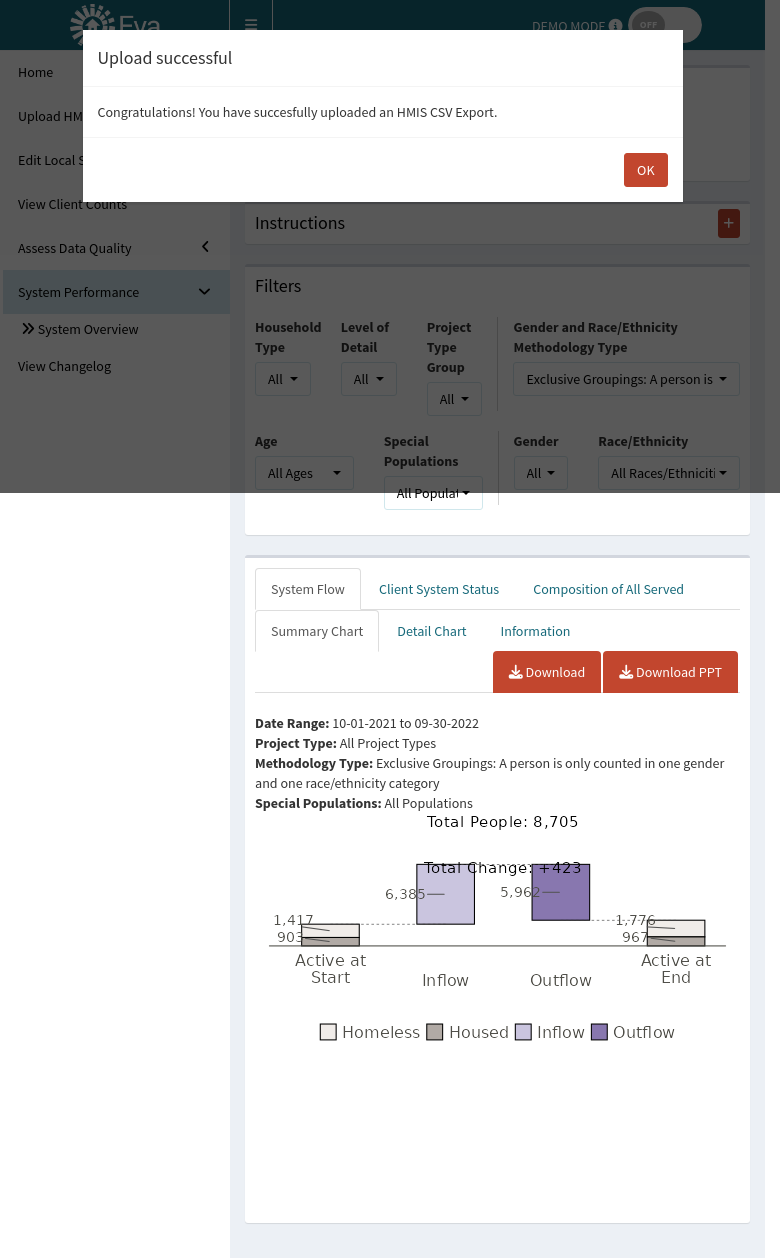 Eva
DEMO MODE OFF
Upload successful
Congratulations! You have succesfully uploaded an HMIS CSV Export.
OK
Home
Upload HM
Edit Local S
View Client Counts
Assess Data Quality
System Performance
System Overview
View Changelog
Instructions
+
Filters
Household Type
Level of Detail
Project Type Group
Gender and Race/Ethnicity Methodology Type
All
All
All
Exclusive Groupings: A person is
Age
Special Populations
Gender
Race/Ethnicity
All Ages
All Populat
All
All Races/Ethniciti
System Flow Client System Status Composition of All Served
Summary Chart Detail Chart Information
Download Download PPT
Date Range: 10-01-2021 to 09-30-2022
Project Type: All Project Types
Methodology Type: Exclusive Groupings: A person is only counted in one gender
and one race/ethnicity category
Special Populations: All Populations
Total People: 8,705
Total Change: +423
6,385 5,962
1,417 1,776
903 967
Active at Start
Inflow
Outflow
Active at End
Homeless Housed Inflow Outflow